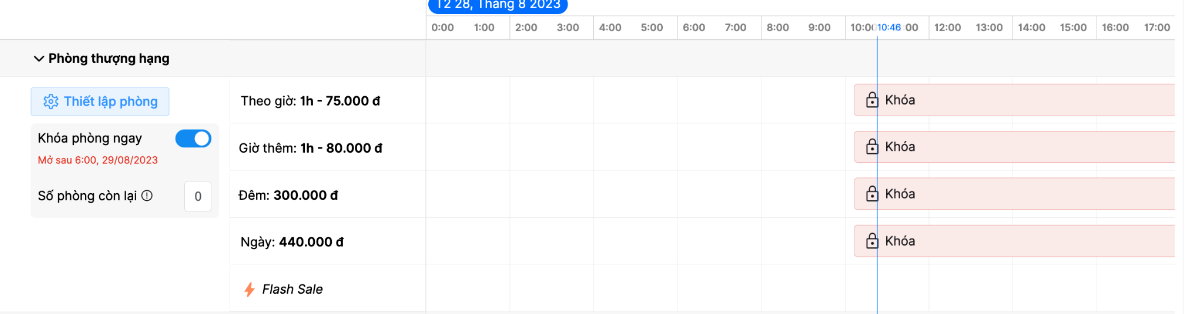 T2 28, Tháng 8 2023
0:00 1:00 2:00 3:00 4:00 5:00 6:00 7:00 8:00 9:00 10:00 10:46 00 12:00 13:00 14:00 15:00 16:00 17:00
Phòng thượng hạng
Thiết lập phòng
Khóa phòng ngay
Mở sau 6:00, 29/08/2023
Số phòng còn lại 0
Theo giờ: 1h - 75.000 đ
Khóa
Giờ thêm: 1h - 80.000 đ
Khóa
Đêm: 300.000 đ
Khóa
Ngày: 440.000 đ
Khóa
Flash Sale